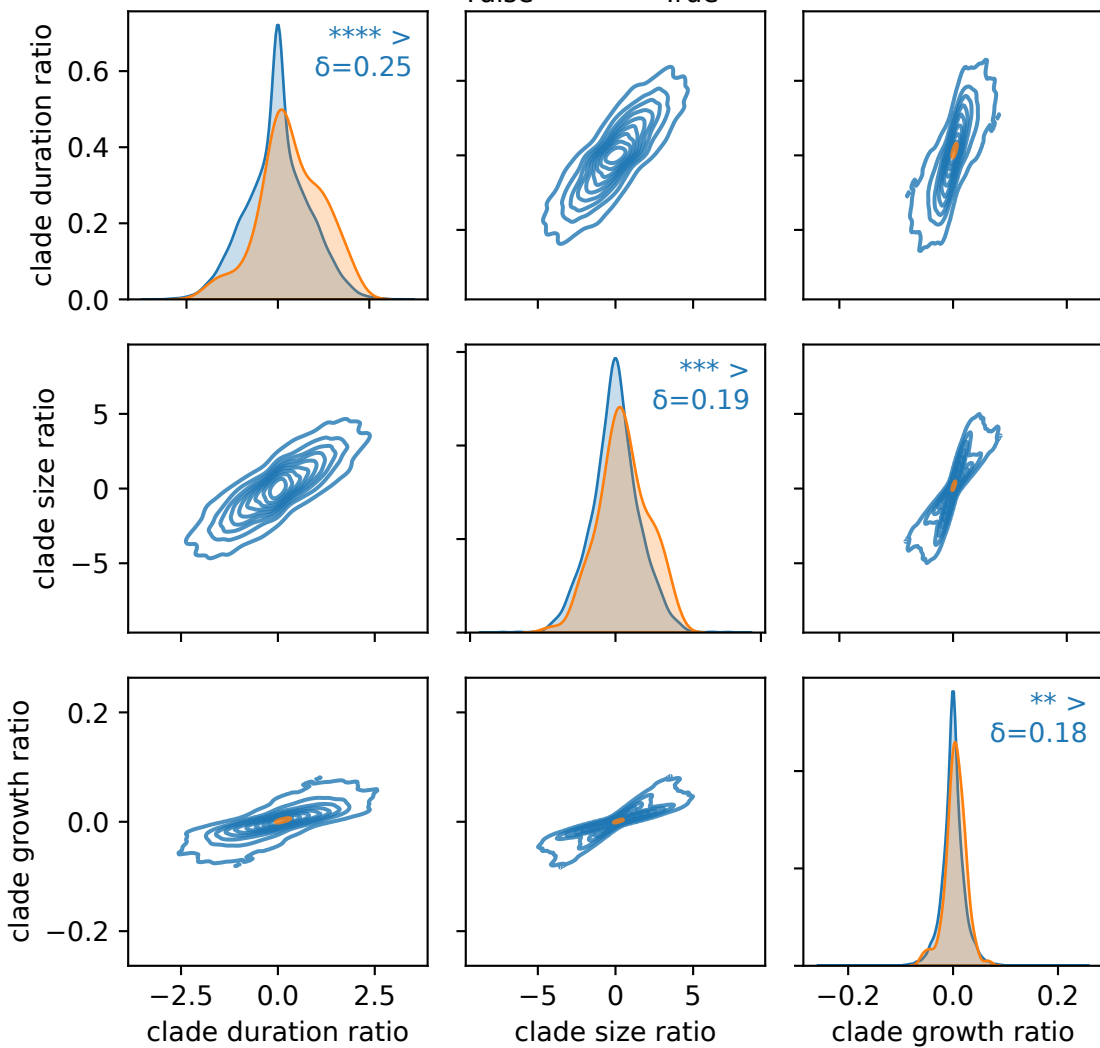 clade duration ratio
0.6
0.4
0.2
0.0
**** >
δ=0.25
clade size ratio
5
0
−5
*** >
δ=0.19
clade growth ratio
0.2
0.0
−0.2
** >
δ=0.18
−2.5 0.0 2.5
−5 0 5
−0.2 0.0 0.2
clade duration ratio
clade size ratio
clade growth ratio